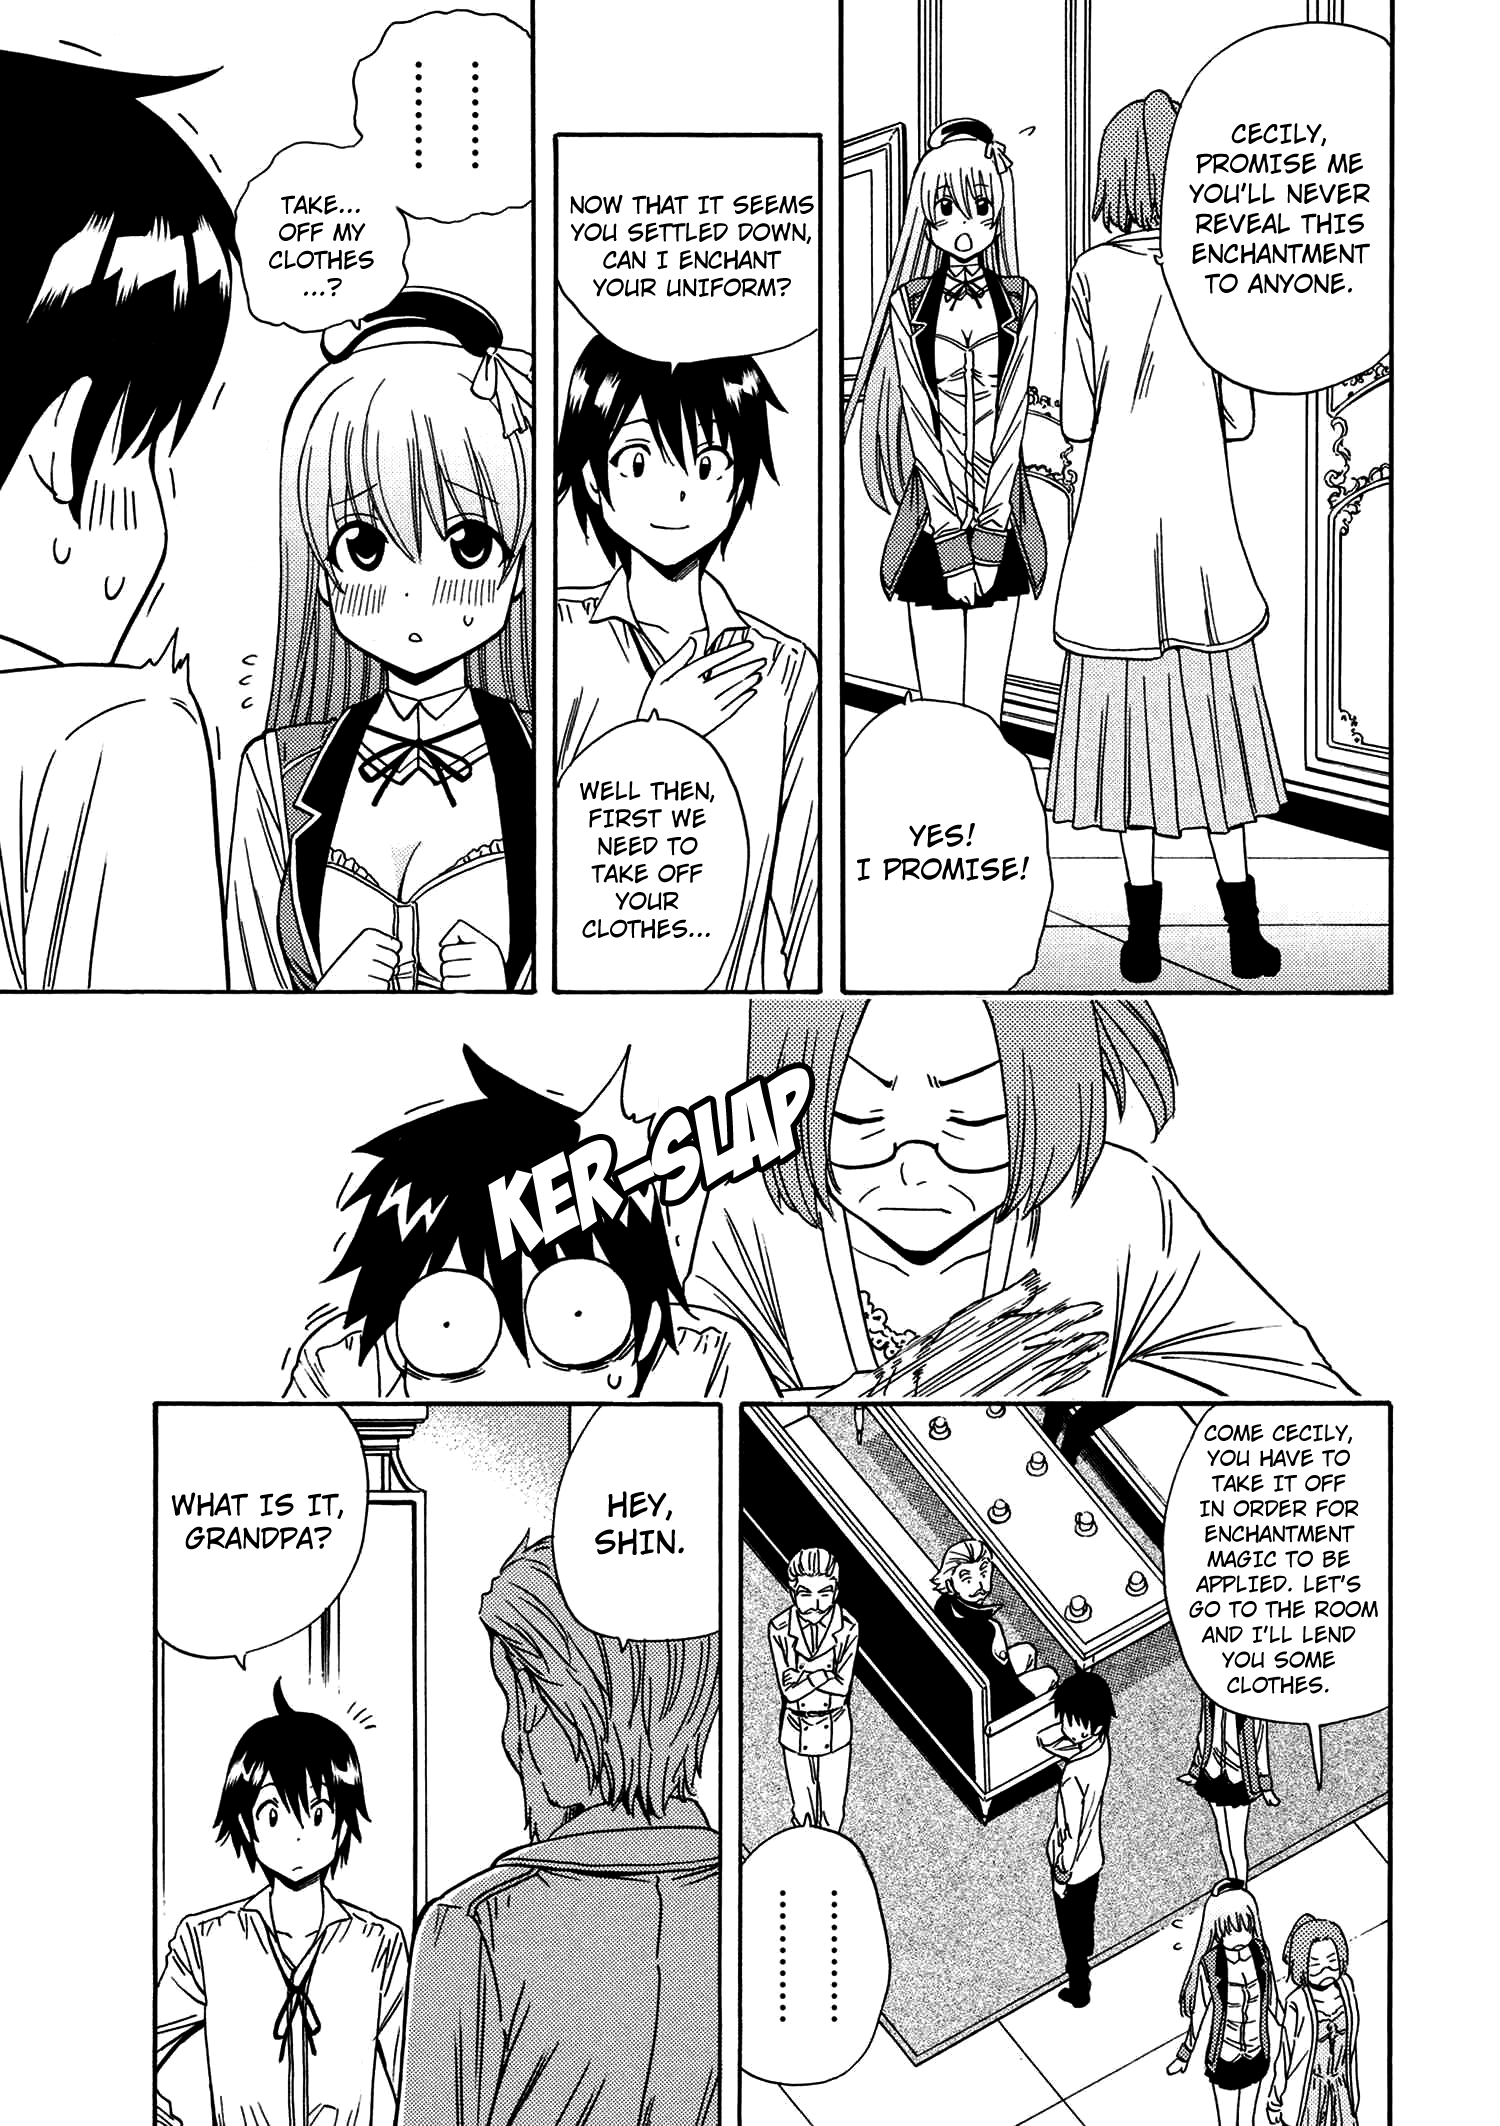 CECILY,
PROMISE ME
YOU'LL NEVER
REVEAL THIS
ENCHANTMENT
TO ANYONE.
YES!
I PROMISE!
NOW THAT IT SEEMS
YOU SETTLED DOWN,
CAN I ENCHANT
YOUR UNIFORM?
WELL THEN,
FIRST WE
NEED TO
TAKE OFF
YOUR
CLOTHES...
TAKE...
OFF MY
CLOTHES
...?
KER-SLAP
COME CECILY,
YOU HAVE TO
TAKE IT OFF
IN ORDER FOR
ENCHANTMENT
MAGIC TO BE
APPLIED. LET'S
GO TO THE ROOM
AND I'LL LEND
YOU SOME
CLOTHES.
HEY,
SHIN.
WHAT IS IT,
GRANDPA?